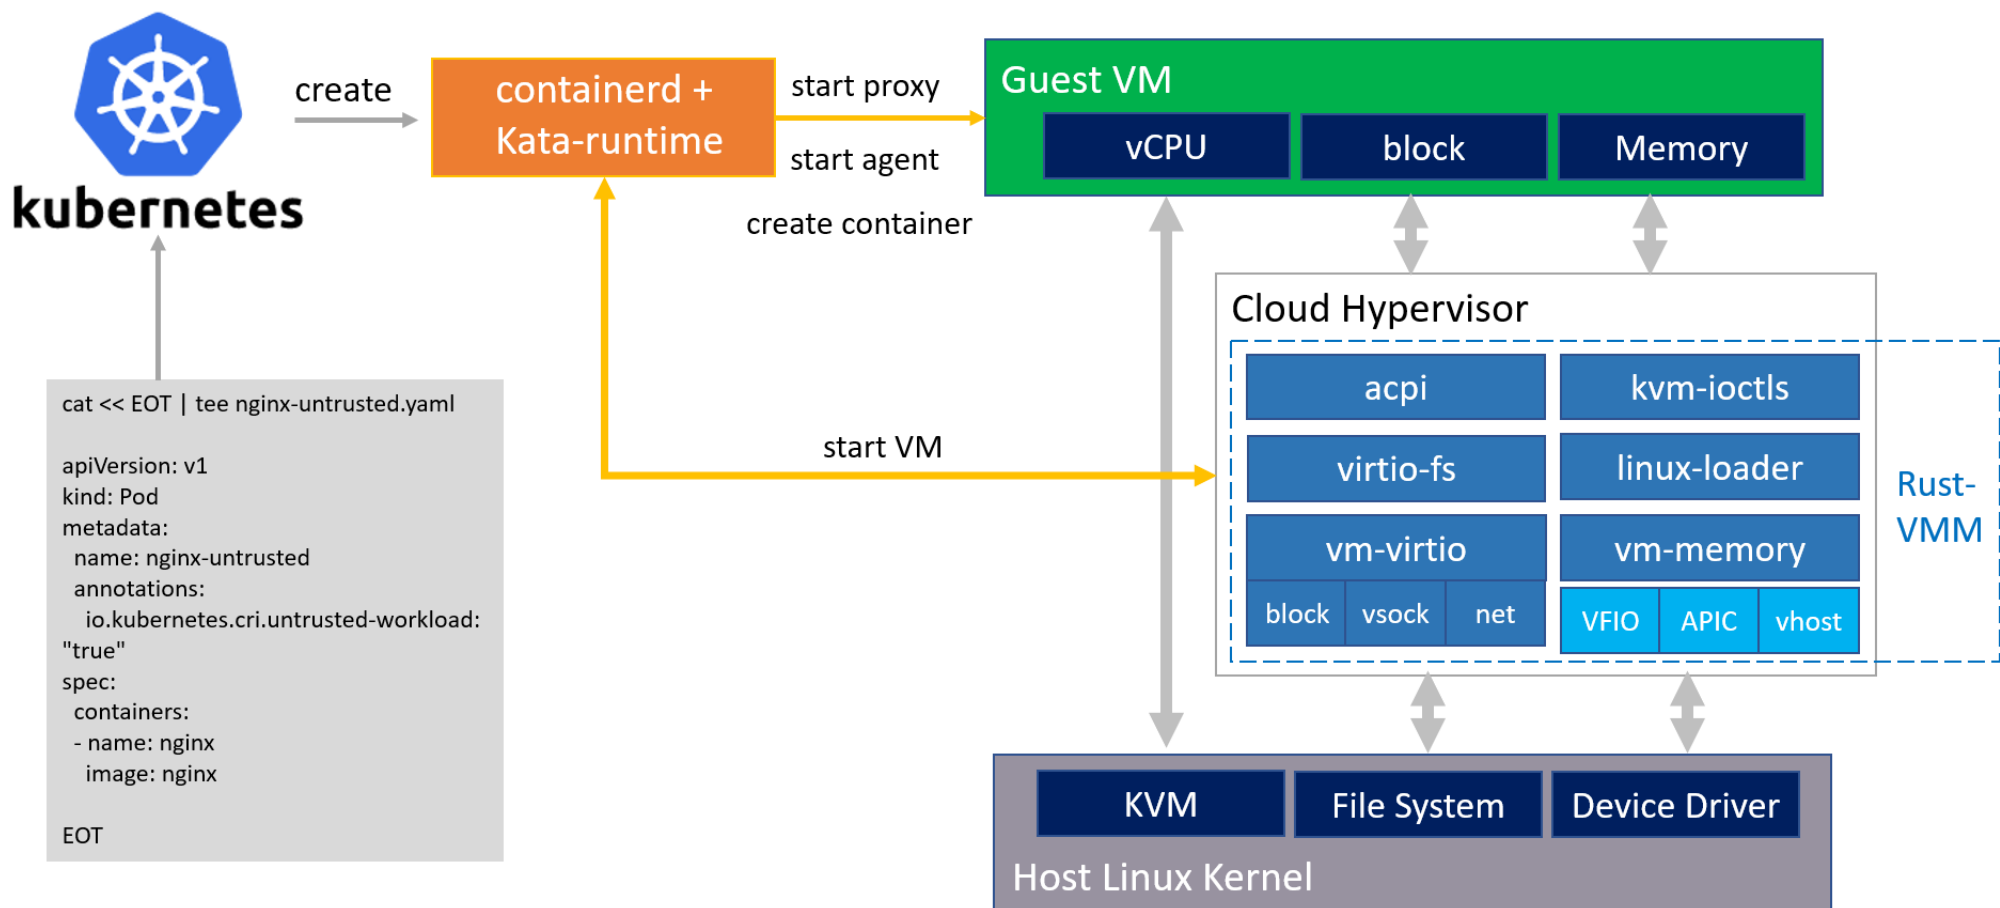 kubernetes
create
containerd +
Kata-runtime
start proxy
start agent
create container
Guest VM
vCPU
block
Memory
start VM
Cloud Hypervisor
acpi
kvm-ioctls
virtio-fs
linux-loader
vm-virtio
vm-memory
block
vsock
net
VFIO
APIC
vhost
Rust-
VMM
cat << EOT | tee nginx-untrusted.yaml
apiVersion: v1
kind: Pod
metadata:
  name: nginx-untrusted
  annotations:
    io.kubernetes.cri.untrusted-workload:
"true"
spec:
  containers:
  - name: nginx
    image: nginx
EOT
KVM
File System
Device Driver
Host Linux Kernel